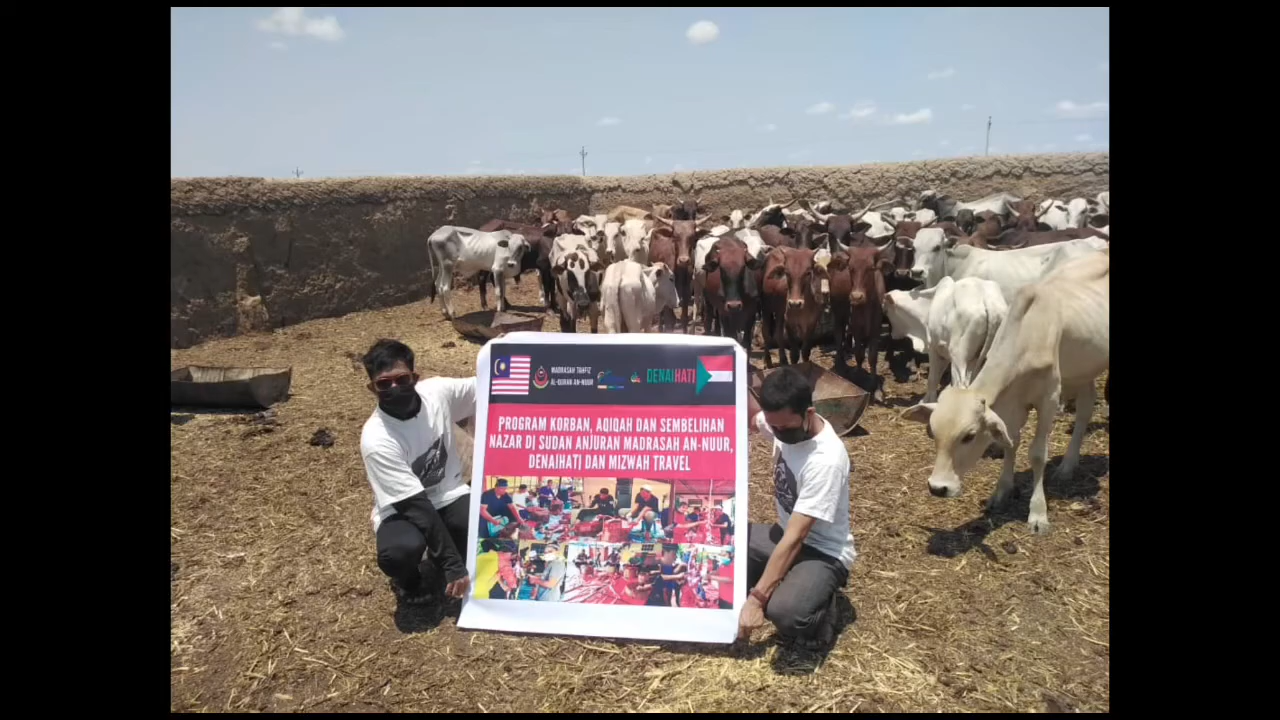 MADRASAH TAHFIZ
AL-QURAN AN-NUUR
DENAIHATI
PROGRAM KORBAN, AQIQAH DAN SEMBELIHAN
NAZAR DI SUDAN ANJURAN MADRASAH AN-NUUR,
DENAIHATI DAN MIZWAH TRAVEL